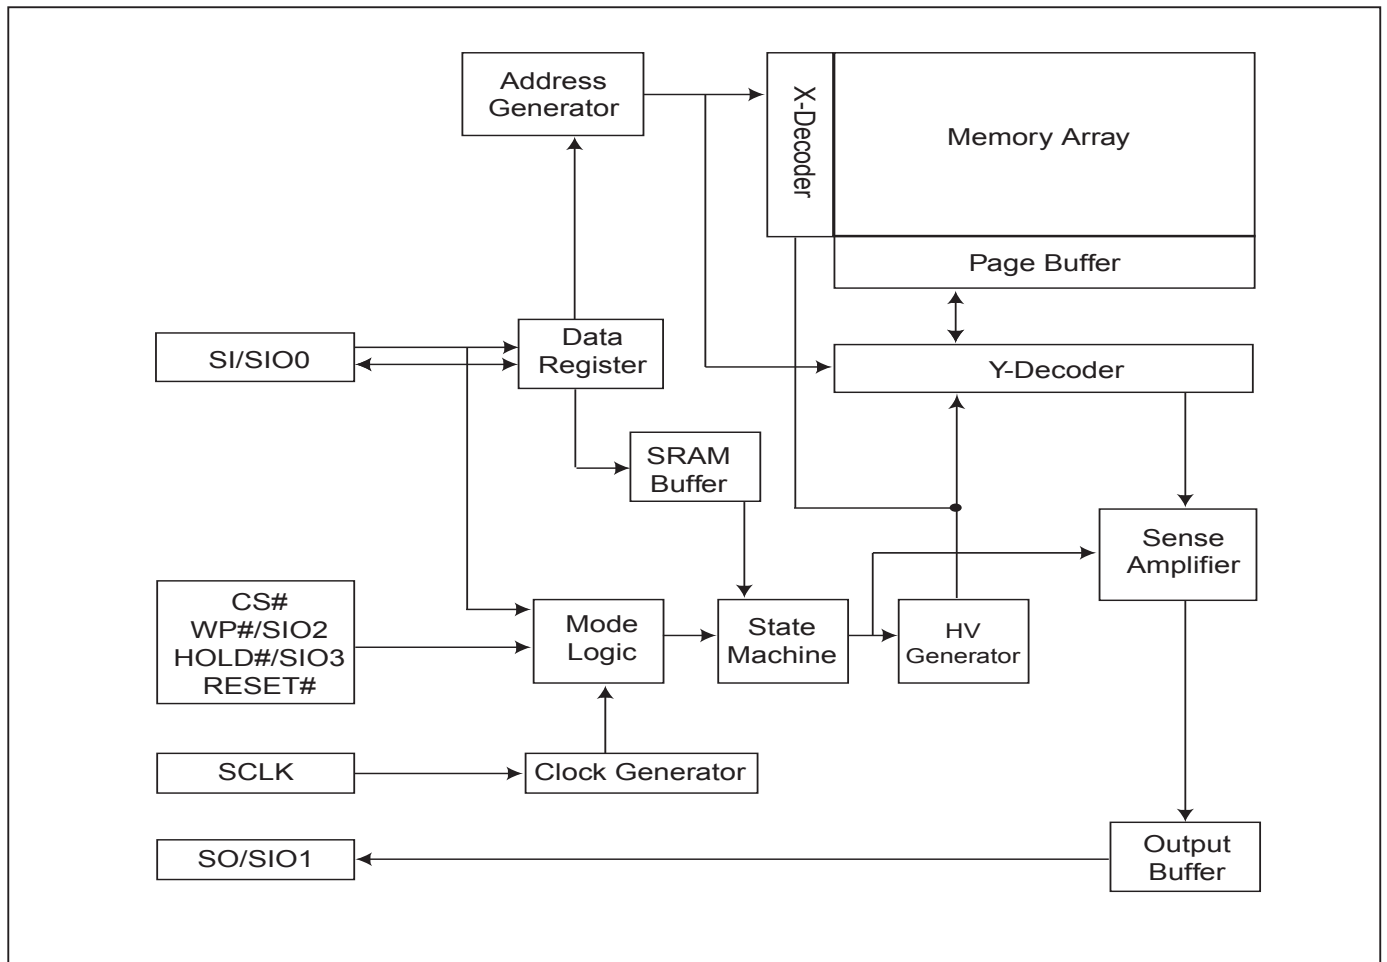 Address
Generator
X-Decoder
Memory Array
Page Buffer
SI/SIO0
Data
Register
Y-Decoder
SRAM
Buffer
Sense
Amplifier
CS#
WP#/SIO2
HOLD#/SIO3
RESET#
Mode
Logic
State
Machine
HV
Generator
SCLK
Clock Generator
SO/SIO1
Output
Buffer